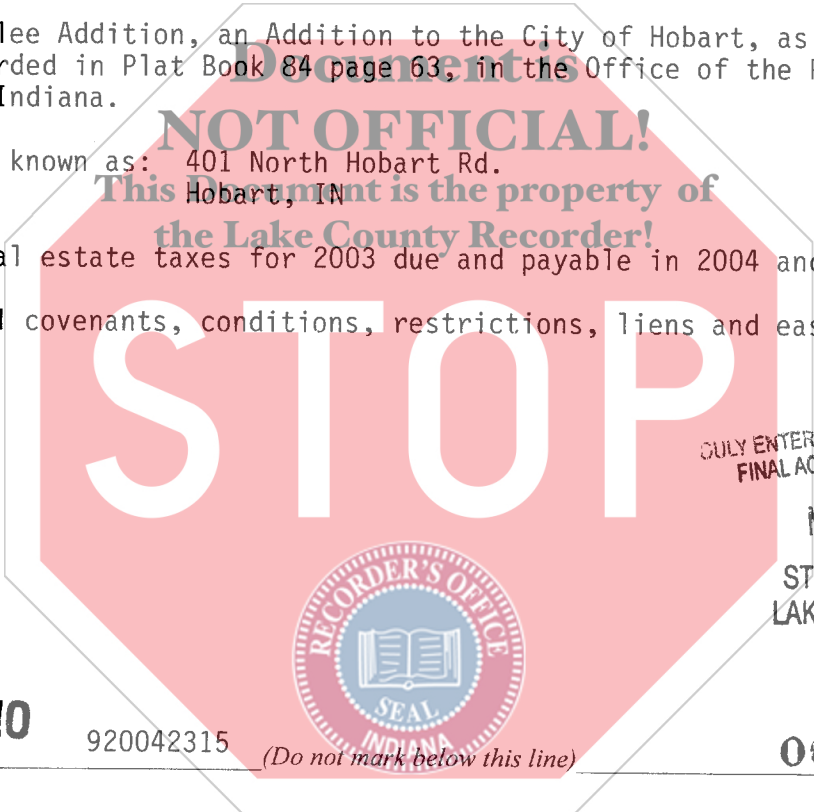 lee Addition, an Addition to the City of Hobart, as
rded in Plat Book 84 page 63, in the Office of the
Indiana.
known as: 401 North Hobart Rd.
Hobart, IN
Document is
NOT OFFICIAL!
This Document is the property of
the Lake County Recorder!
al estate taxes for 2003 due and payable in 2004 and
covenants, conditions, restrictions, liens and eas
STOP
DULY ENTER
FINAL AC
ST
LAK
RECORDER'S OFFICE
SEAL
INDIANA
920042315
(Do not mark below this line)